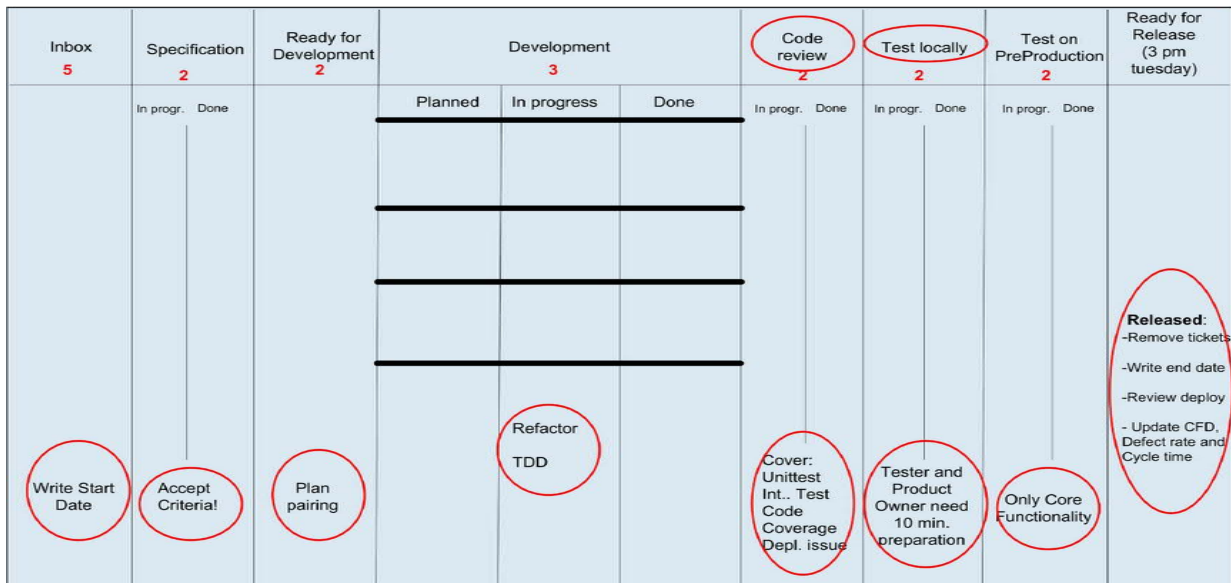 Inbox
5
Specification
2
Ready for
Development
2
Development
3
Code
review
2
Test locally
2
Test on
PreProduction
2
Ready for
Release
(3 pm
tuesday)
In progr. Done
Planned
In progress
Done
In progr. Done
In progr. Done
In progr. Done
Write Start
Date
Accept
Criteria!
Plan
pairing
Refactor
TDD
Cover:
Unittest
Int.. Test
Code
Coverage
Depl. issue
Tester and
Product
Owner need
10 min.
preparation
Only Core
Functionality
Released:
-Remove tickets
-Write end date
-Review deploy
- Update CFD,
Defect rate and
Cycle time